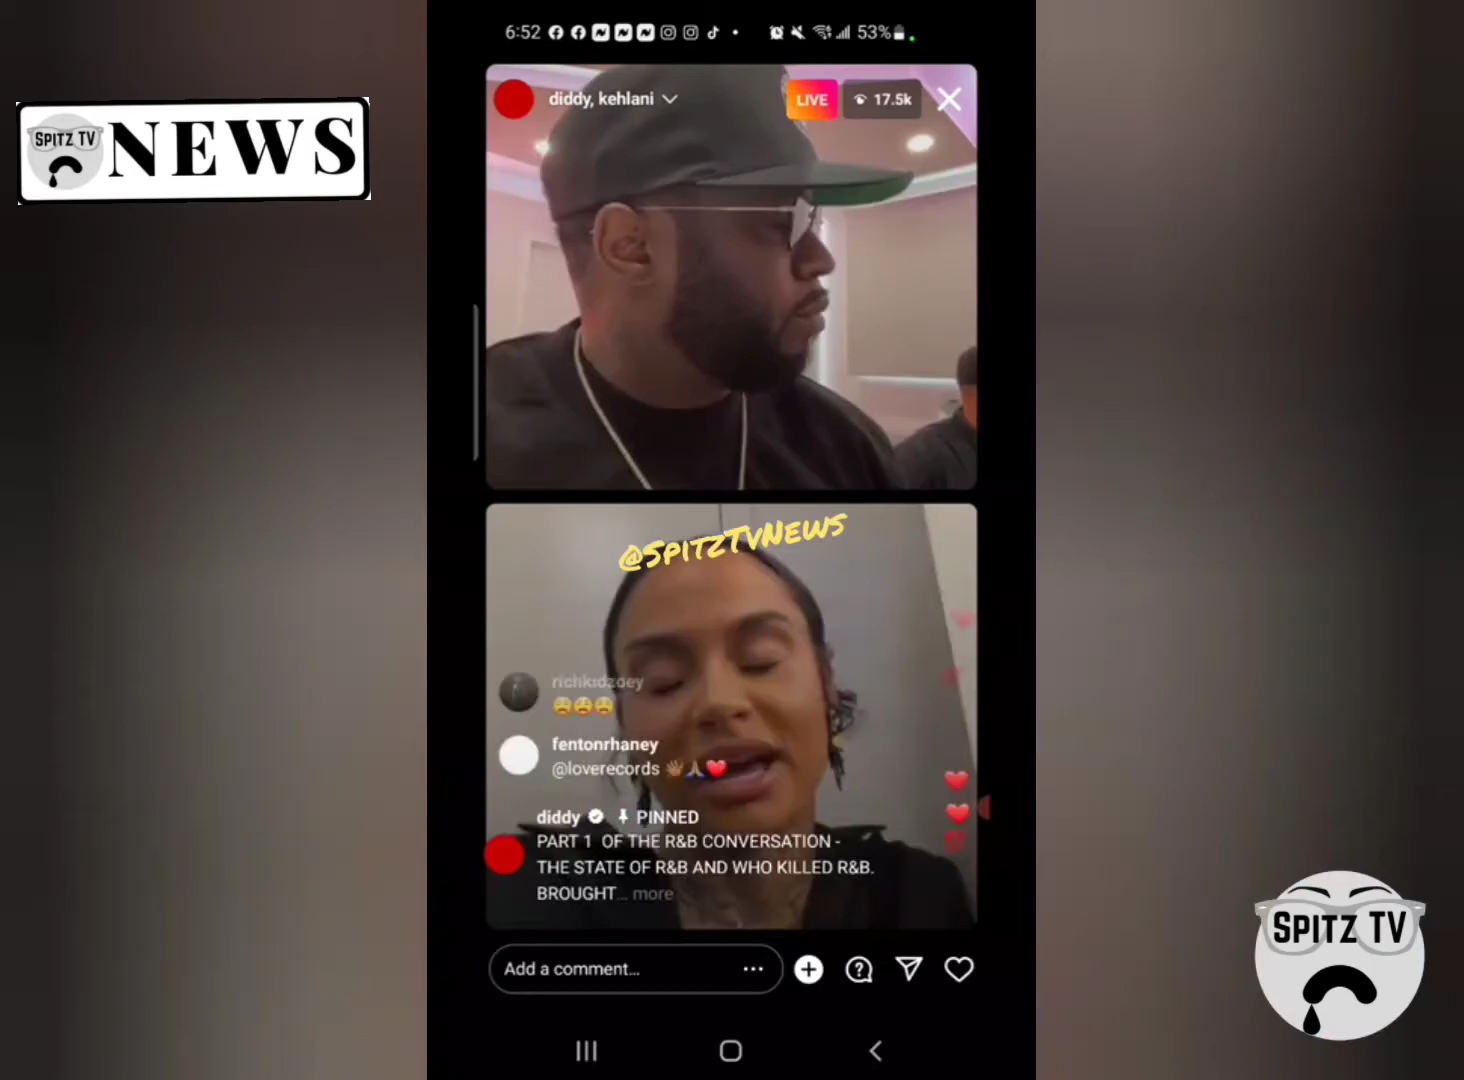 6:52
53%
SPITZ TV
NEWS
diddy, kehlani
LIVE
17.5k
@SpitzTvNews
richkidzoey
fentonrhaney
@loverecords
diddy
PINNED
PART 1 OF THE R&B CONVERSATION -
THE STATE OF R&B AND WHO KILLED R&B.
BROUGHT... more
Add a comment...
SPITZ TV